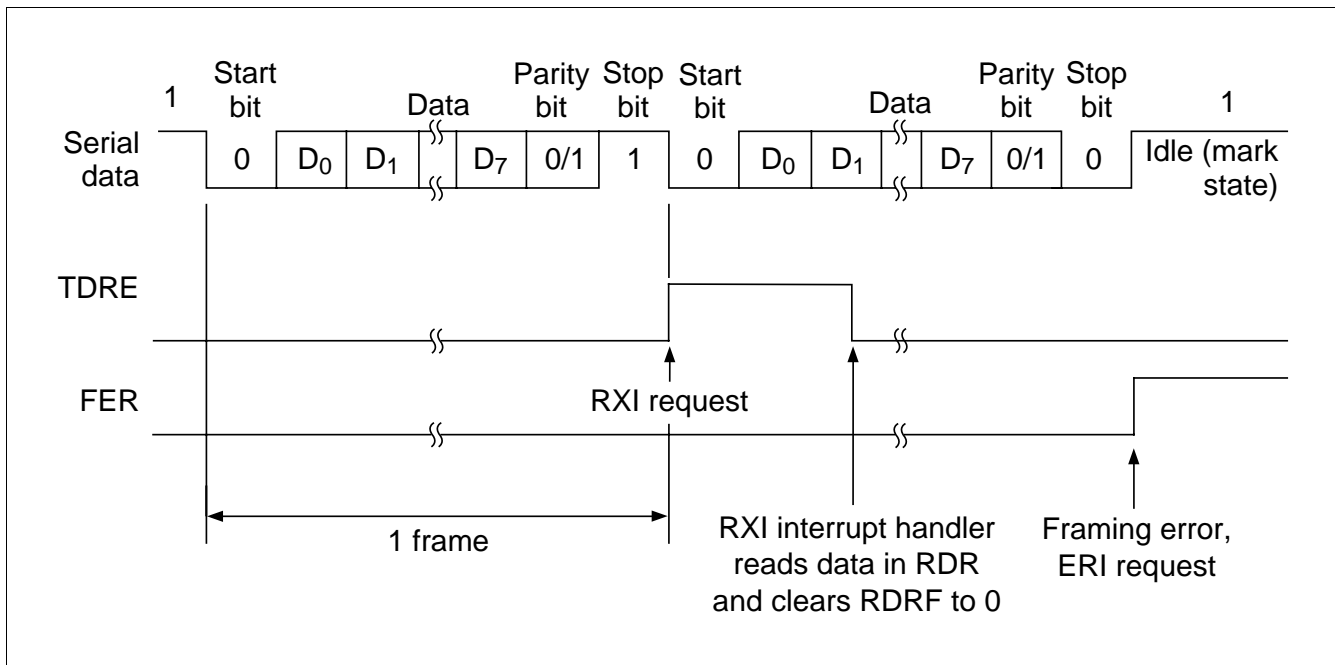 1
Start
bit
Data
Parity
bit
Stop
bit
Start
bit
Data
Parity
bit
Stop
bit
1
Serial
data
0 D0 D1 D7 0/1 1 0 D0 D1 D7 0/1 0
Idle (mark
state)
TDRE
FER
RXI request
1 frame
RXI interrupt handler
reads data in RDR
and clears RDRF to 0
Framing error,
ERI request